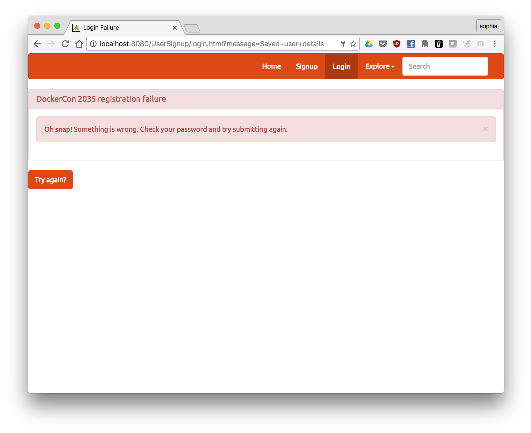 Login Failure
sophia
localhost:8080/UserSignup/login.html?message=Saved+user+details
Home
Signup
Login
Explore
Search
DockerCon 2035 registration failure
Oh snap! Something is wrong. Check your password and try submitting again.
×
Try again?